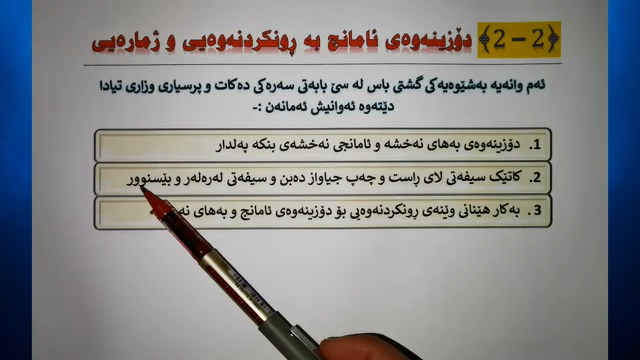 ﴿2 – 2﴾ دۆزینەوەی ئامانج بە ڕونکردنەوەیی و ژمارەیی
ئەم وانەیە بەشێوەیەکی گشتی باس لە سێ بابەتی سەرەکی دەکات و پرسیاری وزاری تیادا
دێتەوە ئەوانیش ئەمانەن :-
1. دۆزینەوەی بەهای نەخشە و ئامانجی نەخشەی بنکە پەلدار
2. کاتێک سیفەتی لای ڕاست و چەپ جیاواز دەبن و سیفەتی لەرەلەر و بێسنوور
3. بەکار هێنانی وێنەی ڕونکردنەوەیی بۆ دۆزینەوەی ئامانج و بەهای